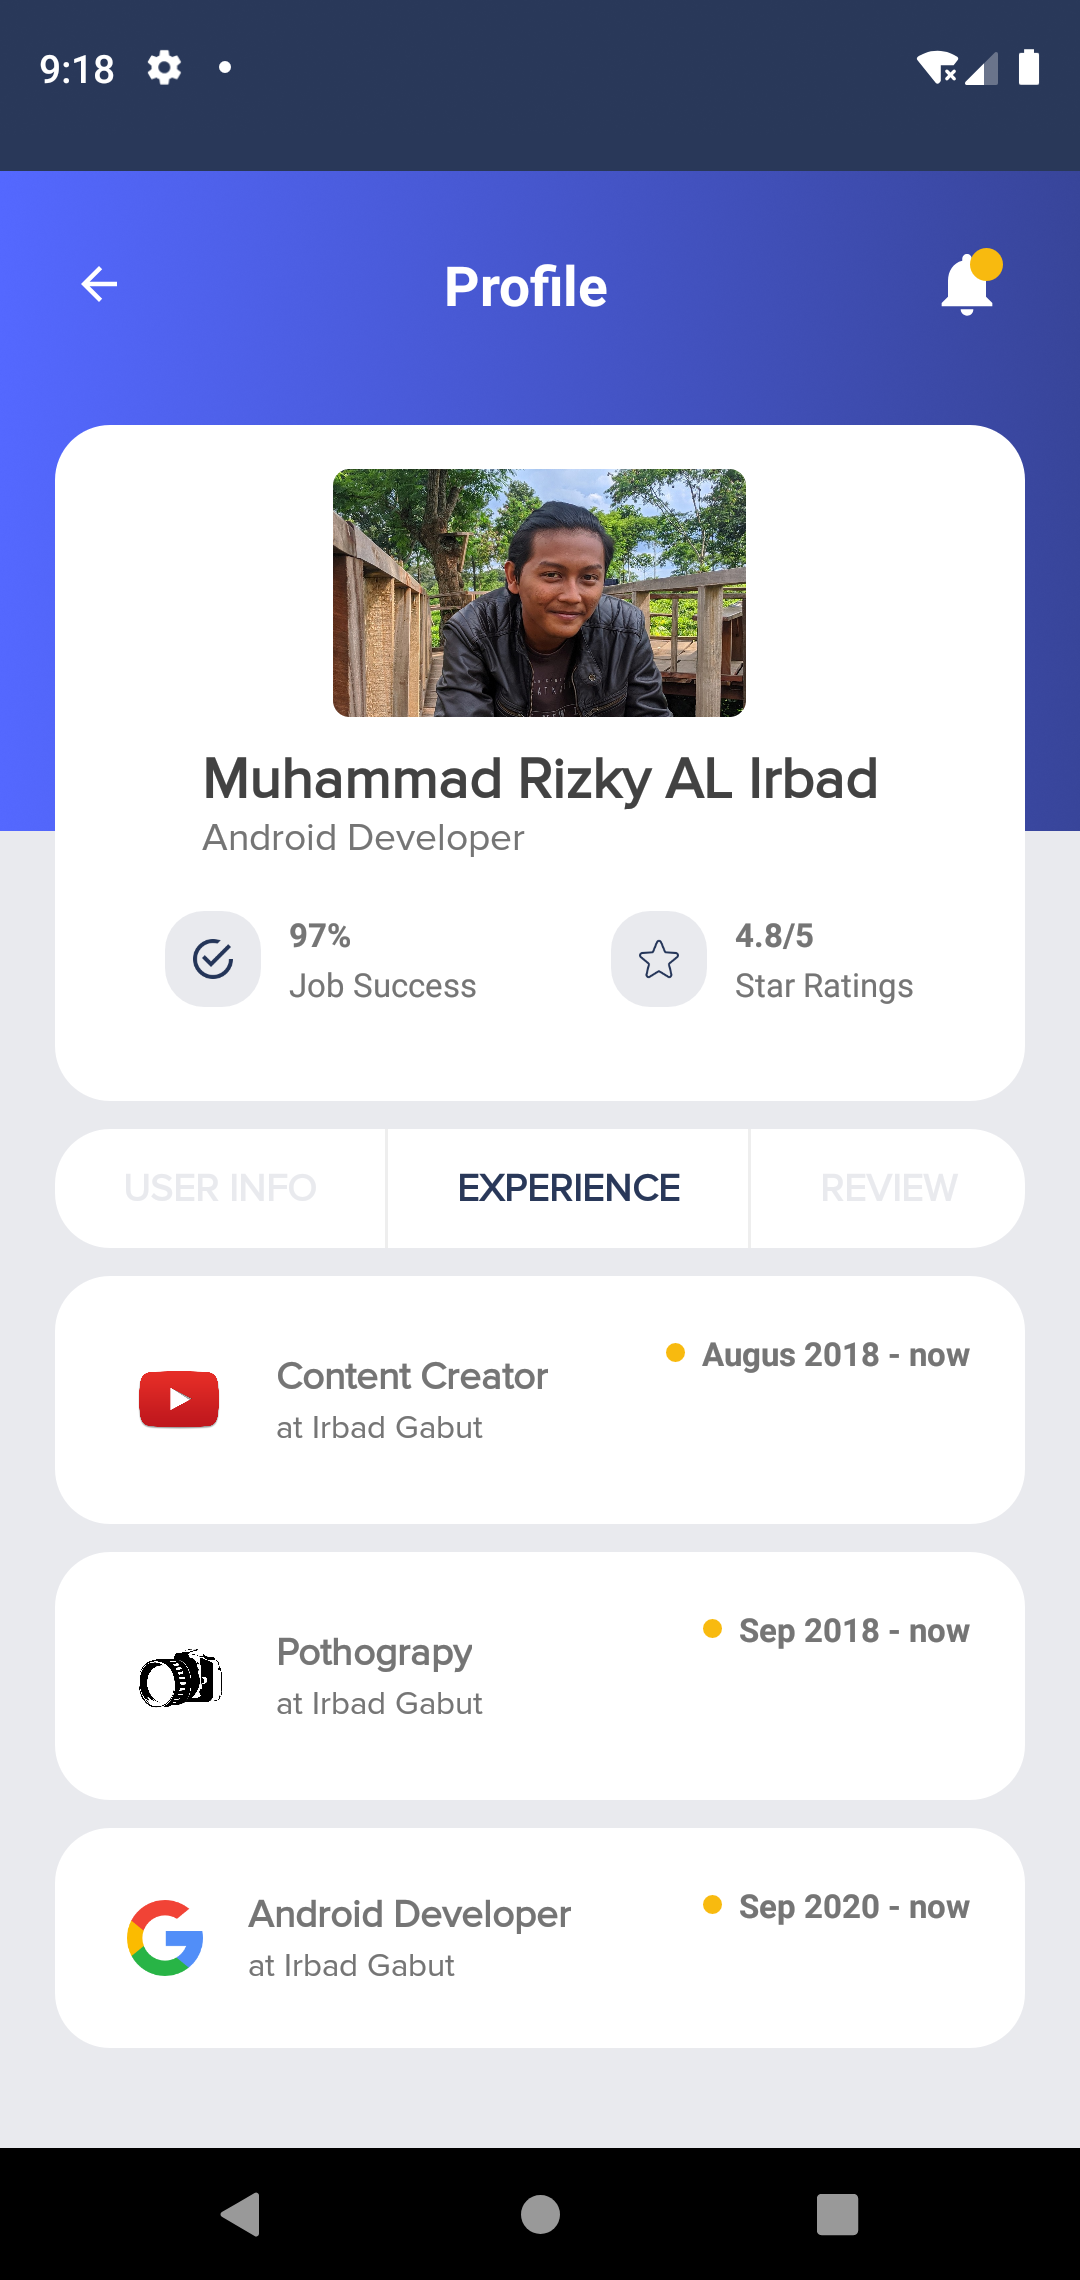 9:18
Profile
Muhammad Rizky AL Irbad
Android Developer
97%
Job Success
4.8/5
Star Ratings
USER INFO
EXPERIENCE
REVIEW
Augus 2018 - now
Content Creator
at Irbad Gabut
Sep 2018 - now
Pothograpy
at Irbad Gabut
Sep 2020 - now
Android Developer
at Irbad Gabut